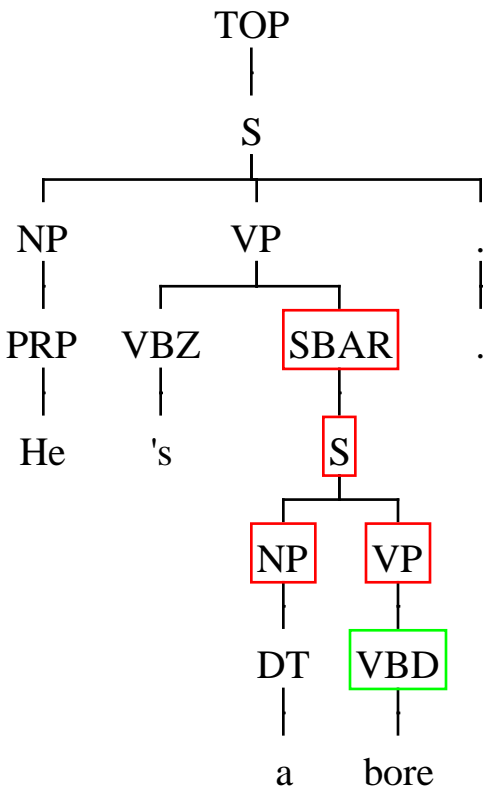 TOP
S
NP VP .
PRP VBZ SBAR .
He 's S
NP VP
DT VBD
a bore